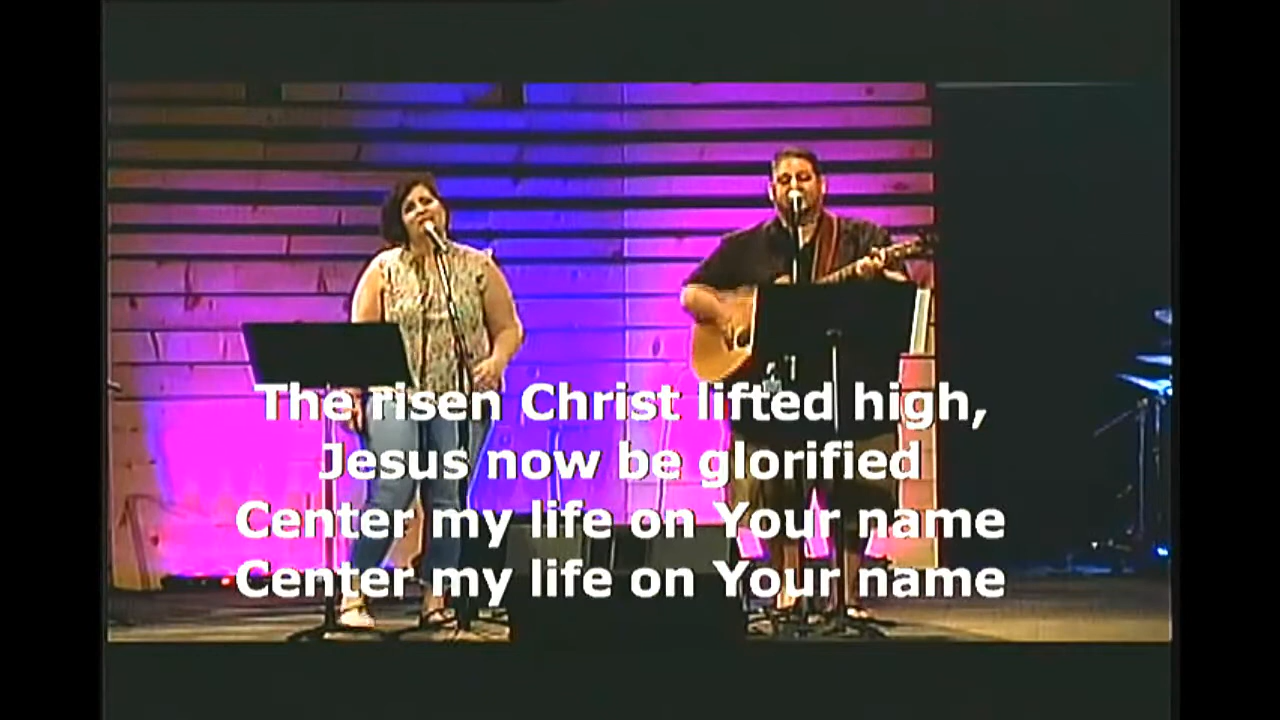 The risen Christ lifted high,
Jesus now be glorified
Center my life on Your name
Center my life on Your name